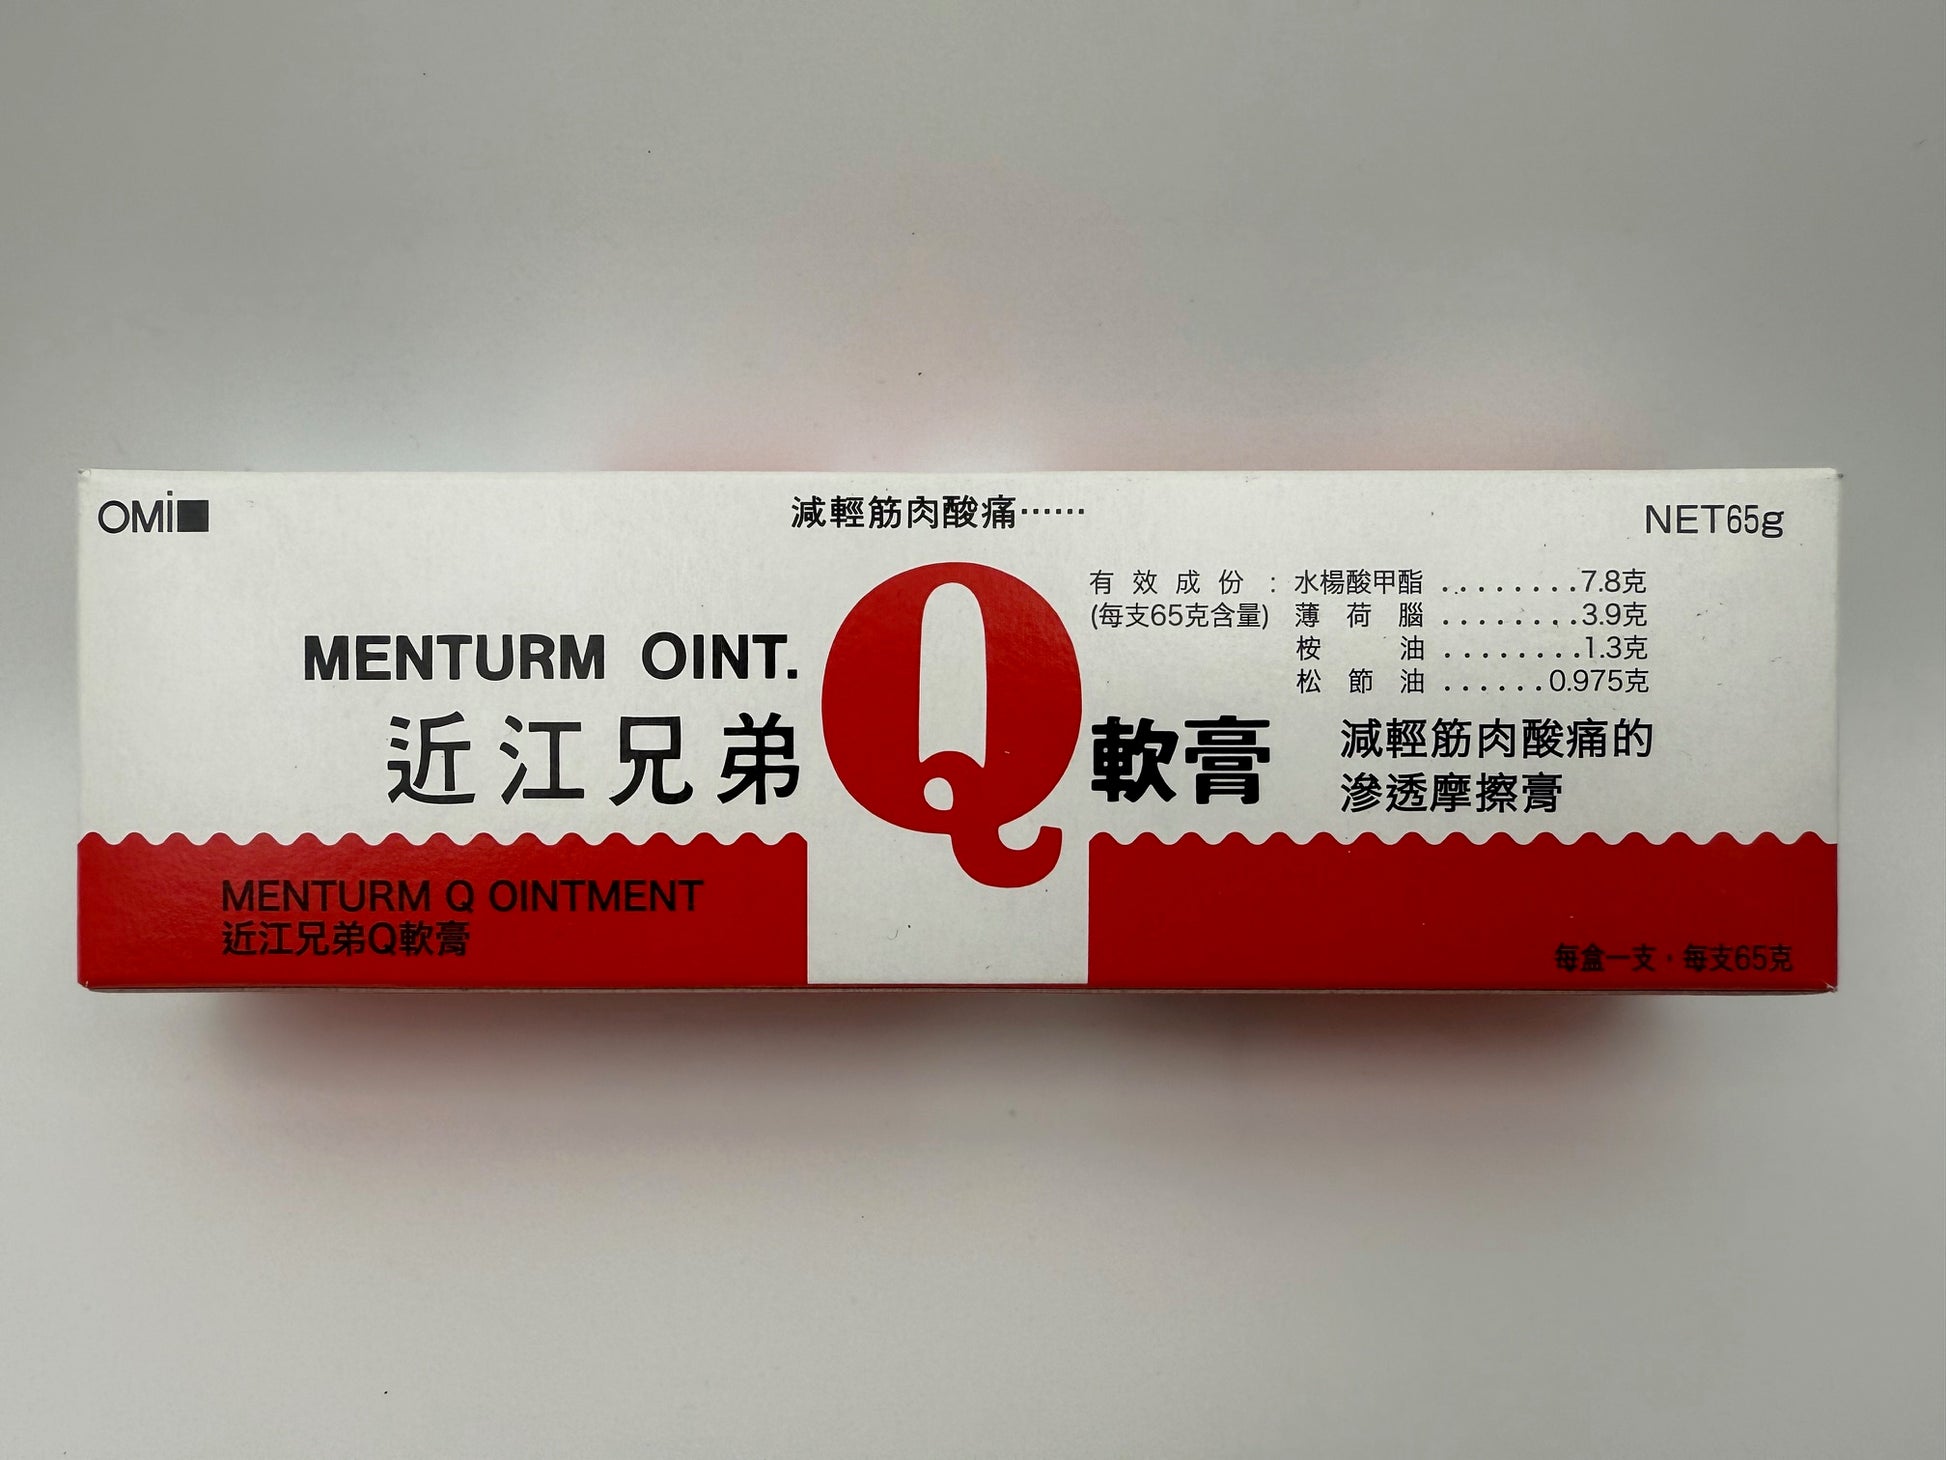 OMi
減輕筋肉酸痛……
NET65g
MENTURM OINT.
近江兄弟Q軟膏
有效成份：水楊酸甲酯........7.8克
(每支65克含量) 薄荷腦........3.9克
桉油........1.3克
松節油......0.975克
減輕筋肉酸痛的
滲透摩擦膏
MENTURM Q OINTMENT
近江兄弟Q軟膏
每盒一支，每支65克